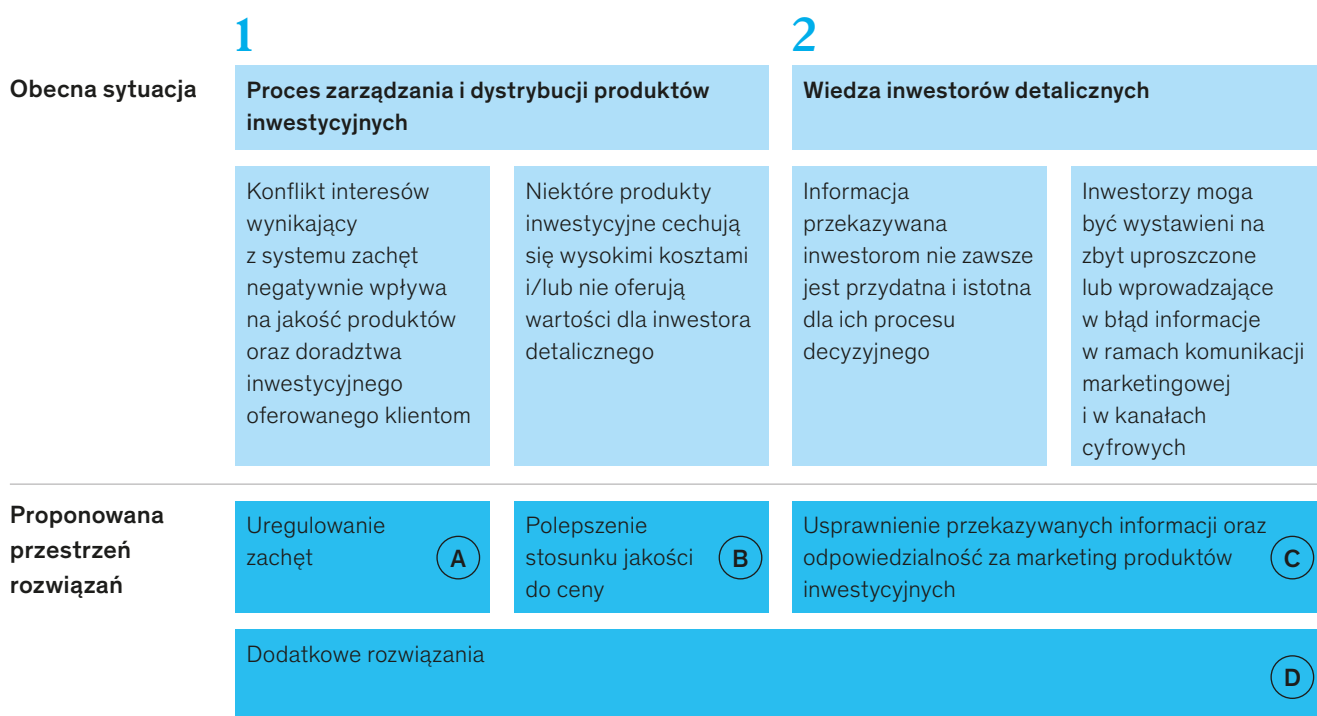 1
2
Obecna sytuacja
Proces zarządzania i dystrybucji produktów
inwestycyjnych
Wiedza inwestorów detalicznych
Konflikt interesów
wynikający
z systemu zachęt
negatywnie wpływa
na jakość produktów
oraz doradztwa
inwestycyjnego
oferowanego klientom
Niektóre produkty
inwestycyjne cechują
się wysokimi kosztami
i/lub nie oferują
wartości dla inwestora
detalicznego
Informacja
przekazywana
inwestorom nie zawsze
jest przydatna i istotna
dla ich procesu
decyzyjnego
Inwestorzy moga
być wystawieni na
zbyt uproszczone
lub wprowadzające
w błąd informacje
w ramach komunikacji
marketingowej
i w kanałach
cyfrowych
Proponowana
przestrzeń
rozwiązań
Uregulowanie
zachęt
A
Polepszenie
stosunku jakości
do ceny
B
Usprawnienie przekazywanych informacji oraz
odpowiedzialność za marketing produktów
inwestycyjnych
C
Dodatkowe rozwiązania
D